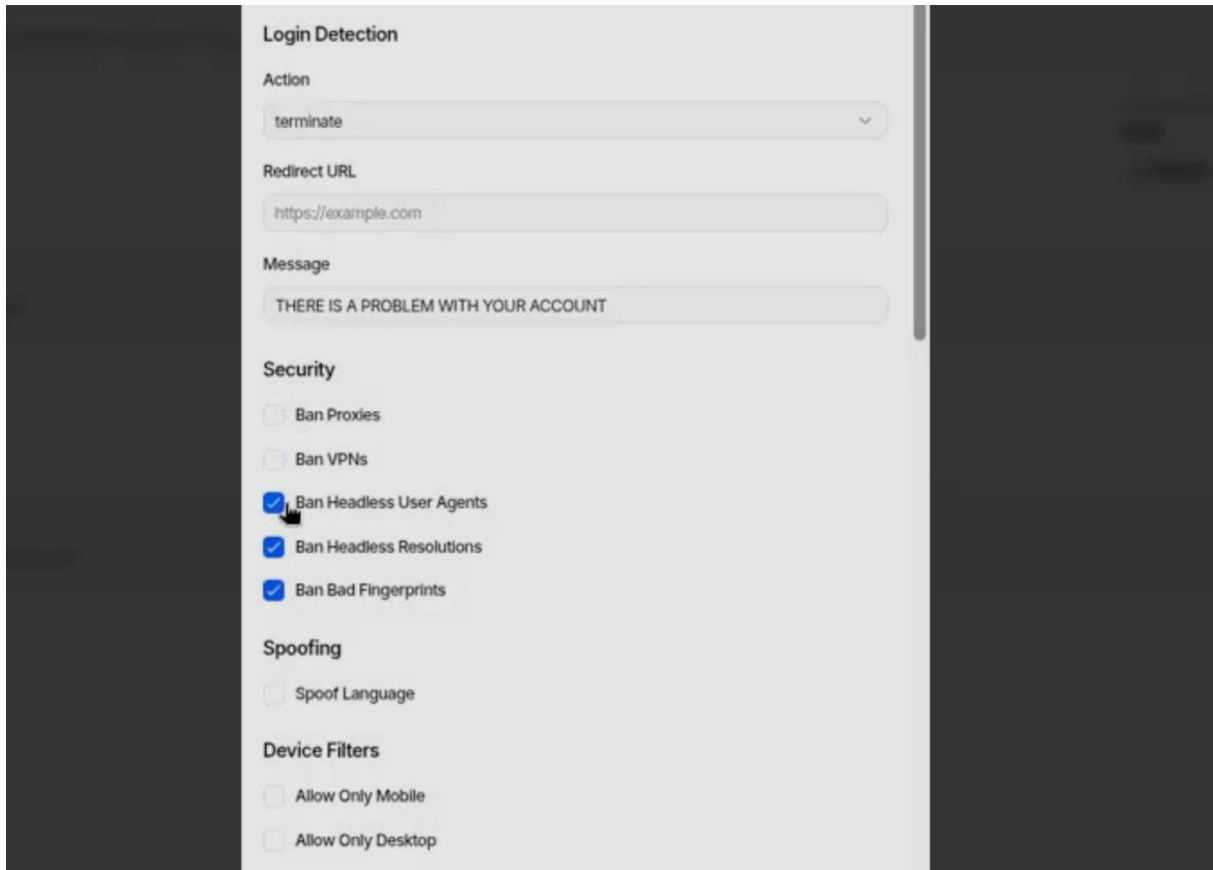 Login Detection
Action
terminate
Redirect URL
https://example.com
Message
THERE IS A PROBLEM WITH YOUR ACCOUNT
Security
Ban Proxies
Ban VPNs
Ban Headless User Agents
Ban Headless Resolutions
Ban Bad Fingerprints
Spoofing
Spoof Language
Device Filters
Allow Only Mobile
Allow Only Desktop